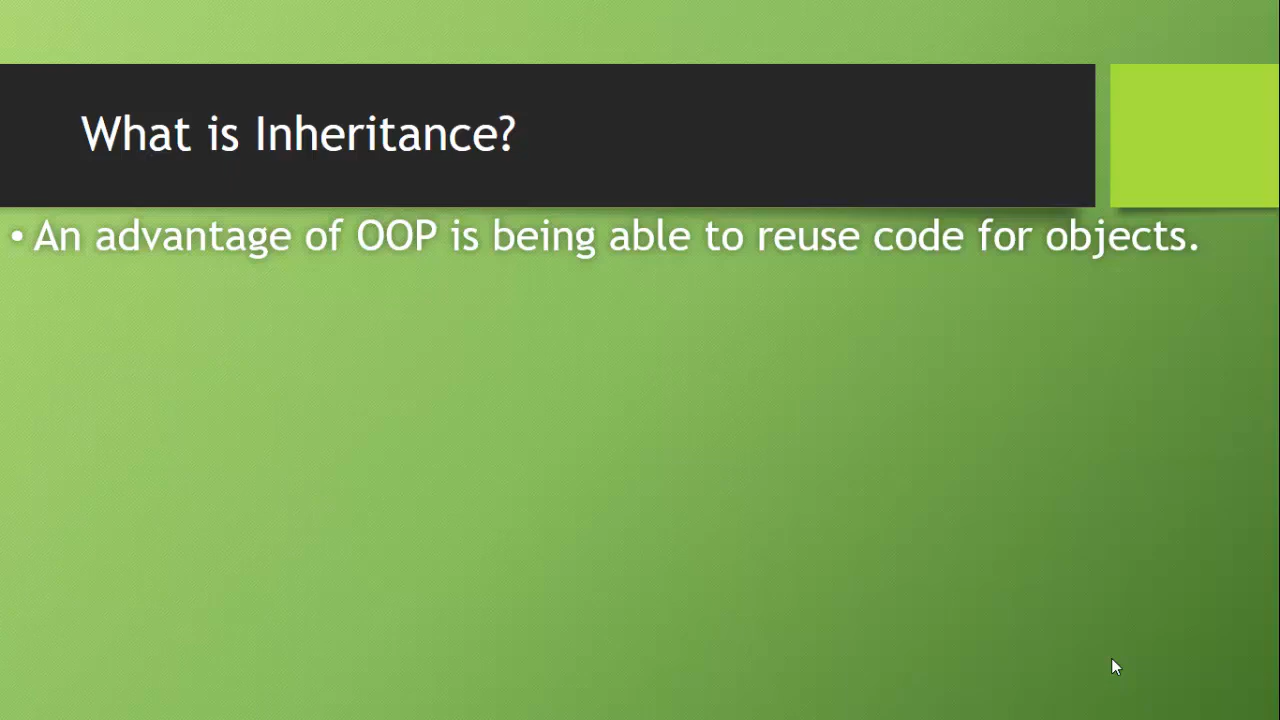 What is Inheritance?
• An advantage of OOP is being able to reuse code for objects.